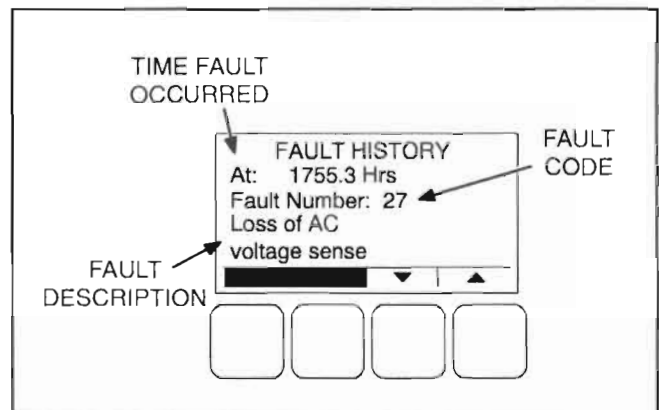 TIME FAULT
OCCURRED
FAULT HISTORY
At: 1755.3 Hrs
Fault Number: 27
Loss of AC
voltage sense
FAULT
CODE
FAULT
DESCRIPTION